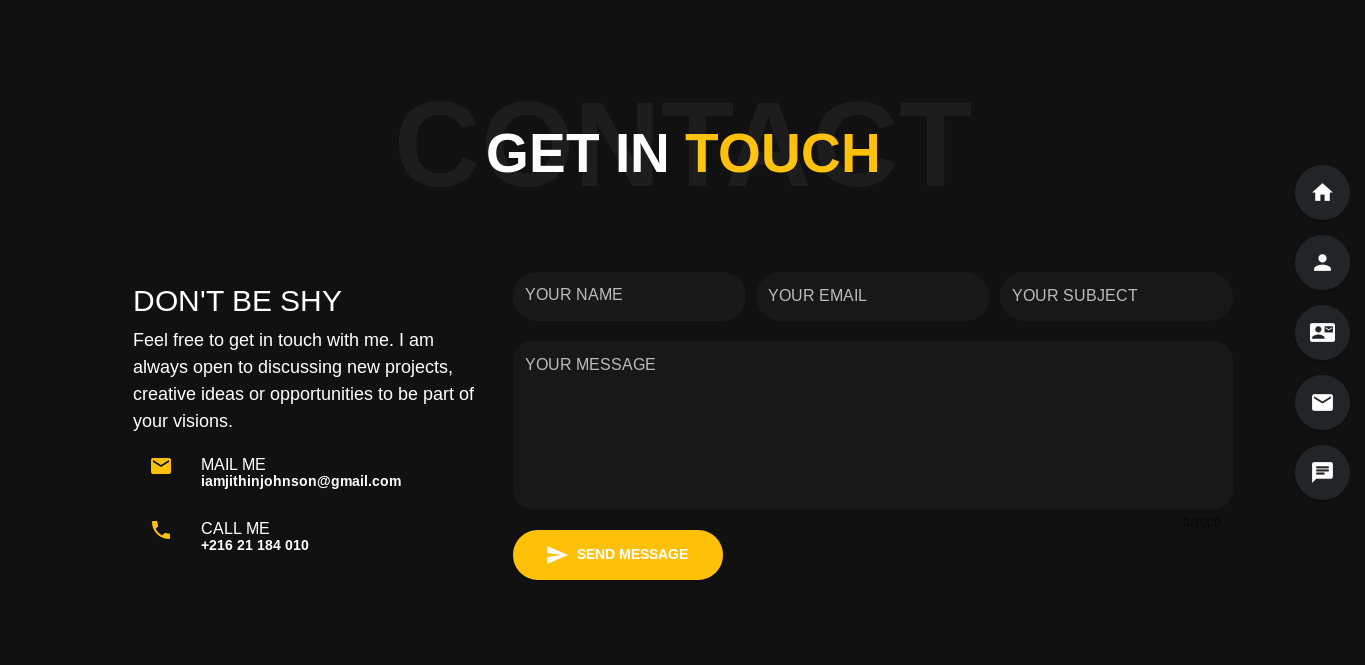 CONTACT
GET IN TOUCH
DON'T BE SHY
Feel free to get in touch with me. I am
always open to discussing new projects,
creative ideas or opportunities to be part of
your visions.
MAIL ME
iamjithinjohnson@gmail.com
CALL ME
+216 21 184 010
YOUR NAME
YOUR EMAIL
YOUR SUBJECT
YOUR MESSAGE
0/1000
SEND MESSAGE